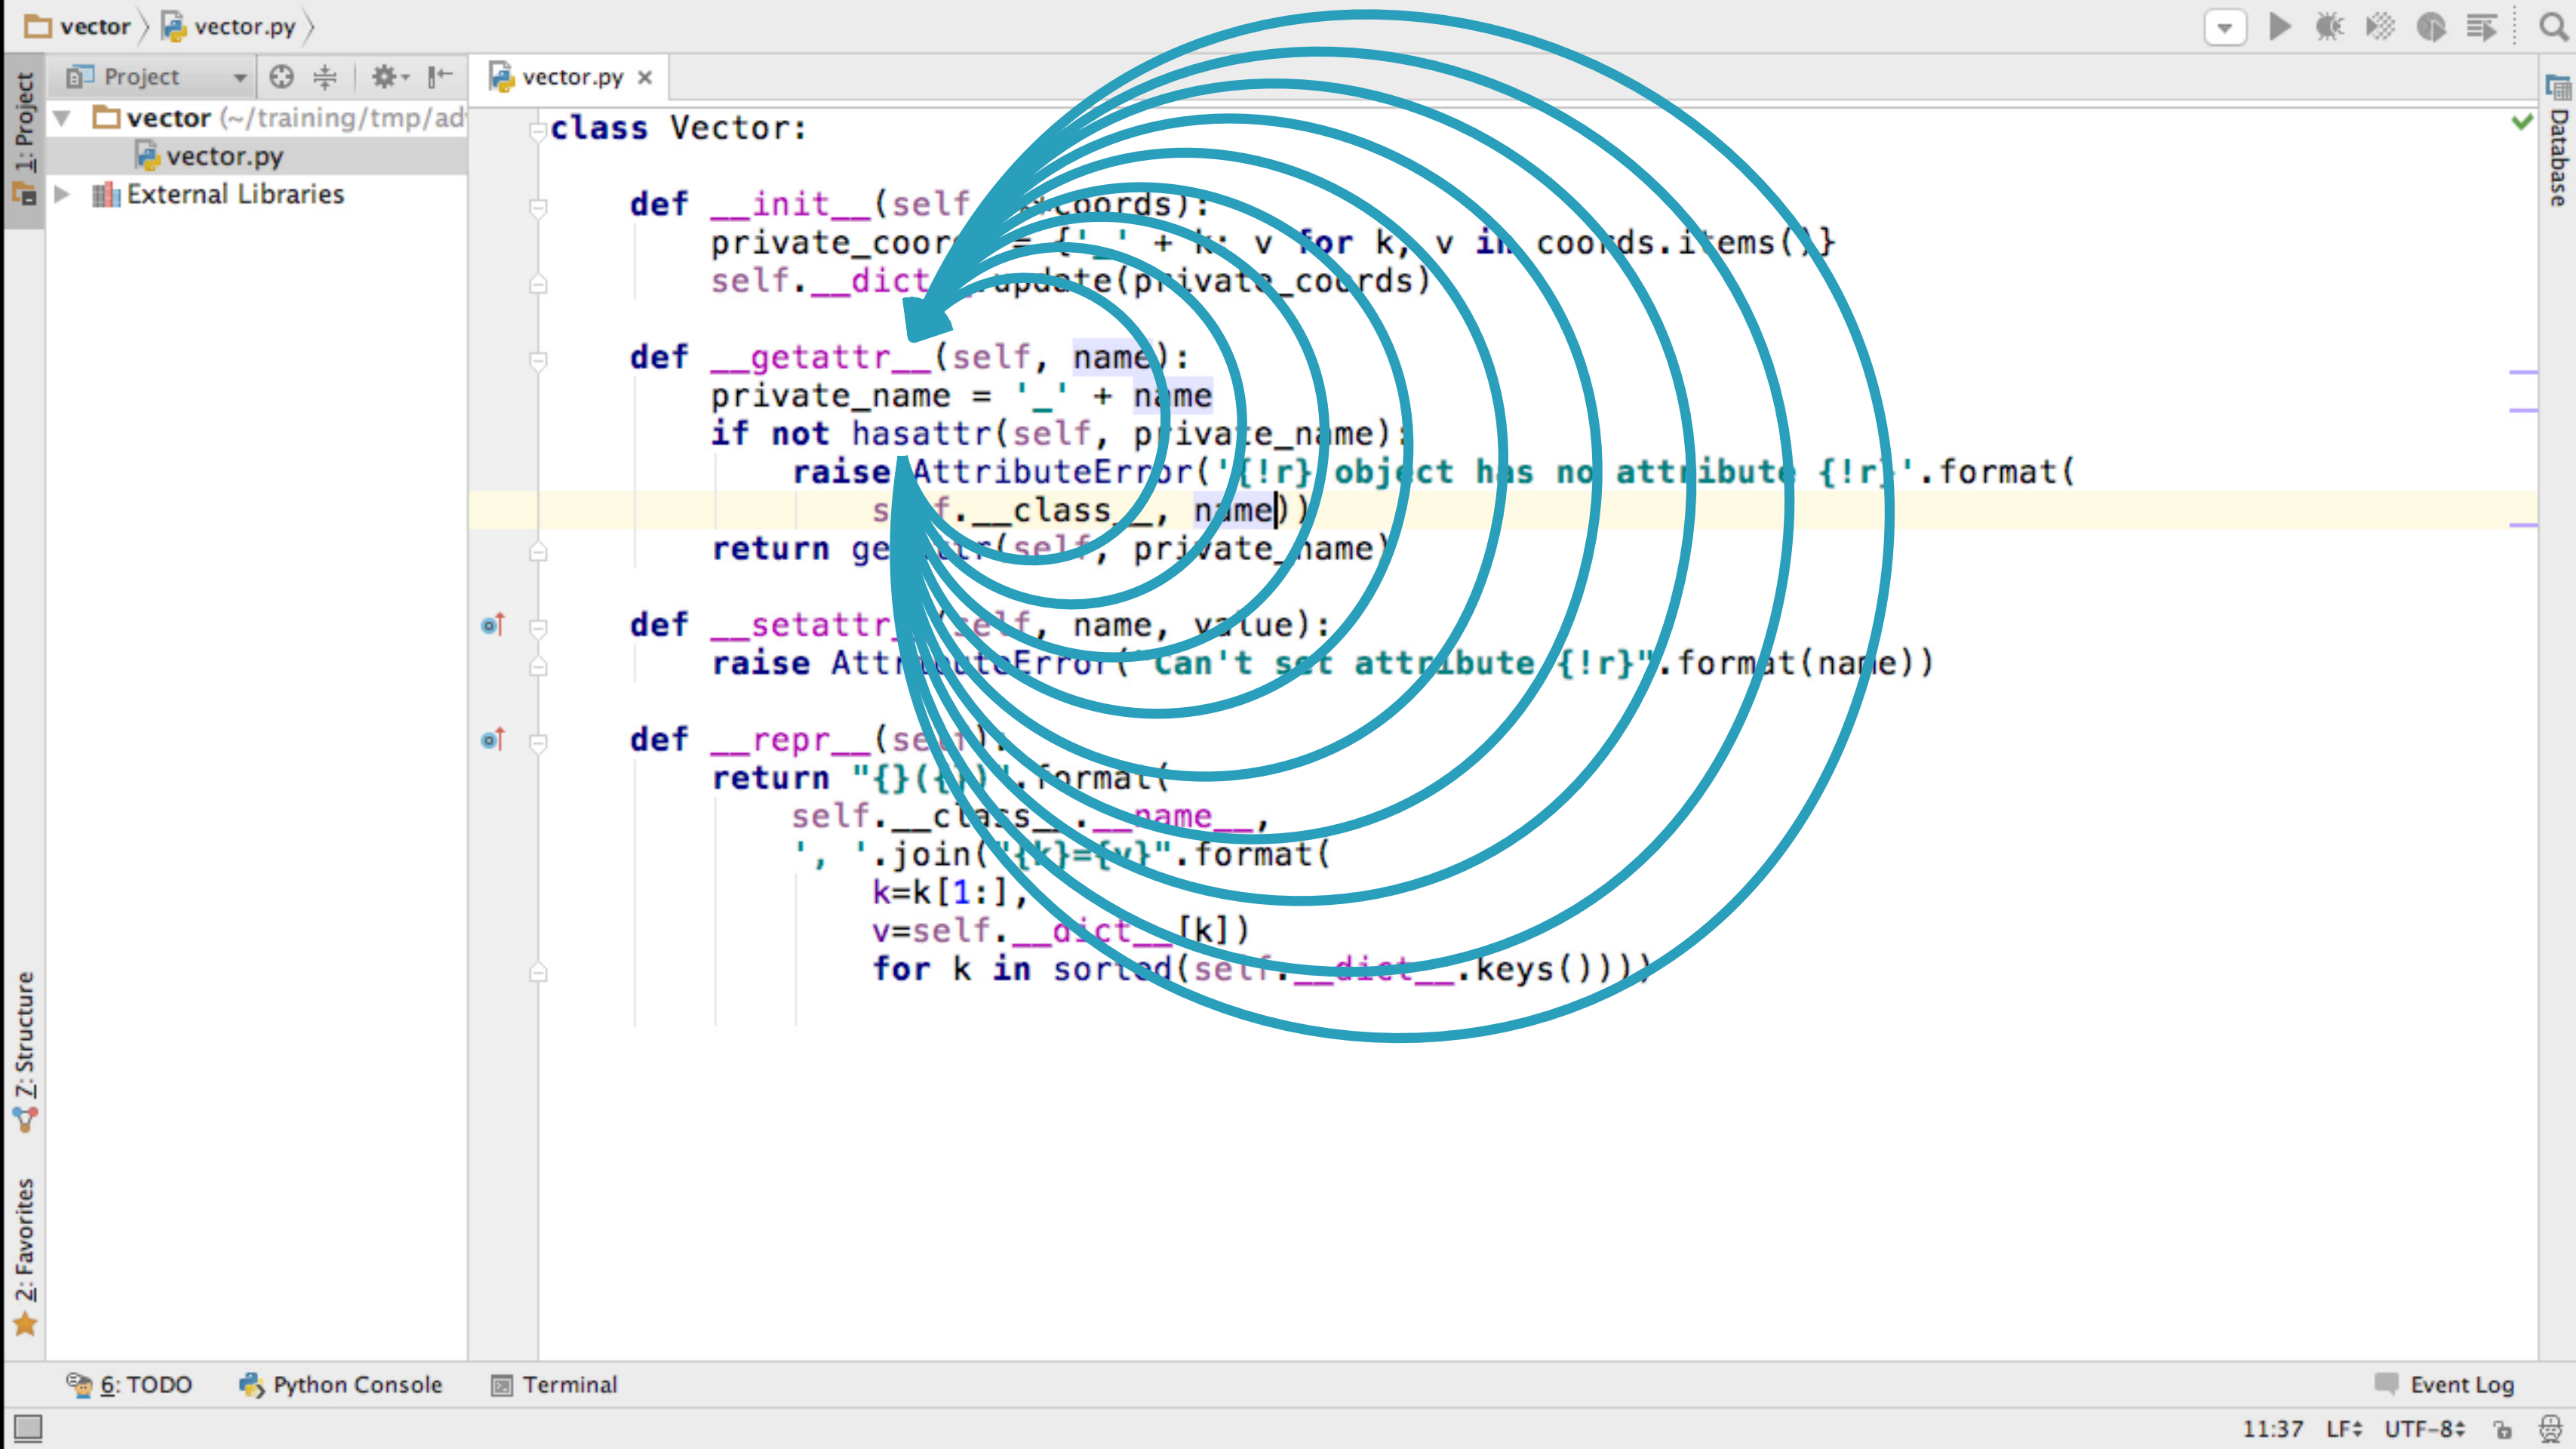 vector vector.py
Project vector.py
vector (~/training/tmp/ad
vector.py
External Libraries
1: Project
7: Structure
2: Favorites
class Vector:
def __init__(self **coords):
private_coor = {'_' + k: v for k, v in coords.items()}
self.__dict__.update(private_coords)
def __getattr__(self, name):
private_name = '_' + name
if not hasattr(self, private_name):
raise AttributeError('{!r} object has no attribute {!r}'.format(
self.__class__, name))
return getattr(self, private_name)
def __setattr__(self, name, value):
raise AttributeError("Can't set attribute {!r}".format(name))
def __repr__(self):
return "{}({})".format(
self.__class__.__name__,
', '.join("{k}={v}".format(
k=k[1:],
v=self.__dict__[k])
for k in sorted(self.__dict__.keys())))
Database
6: TODO Python Console Terminal Event Log
11:37 LF UTF-8